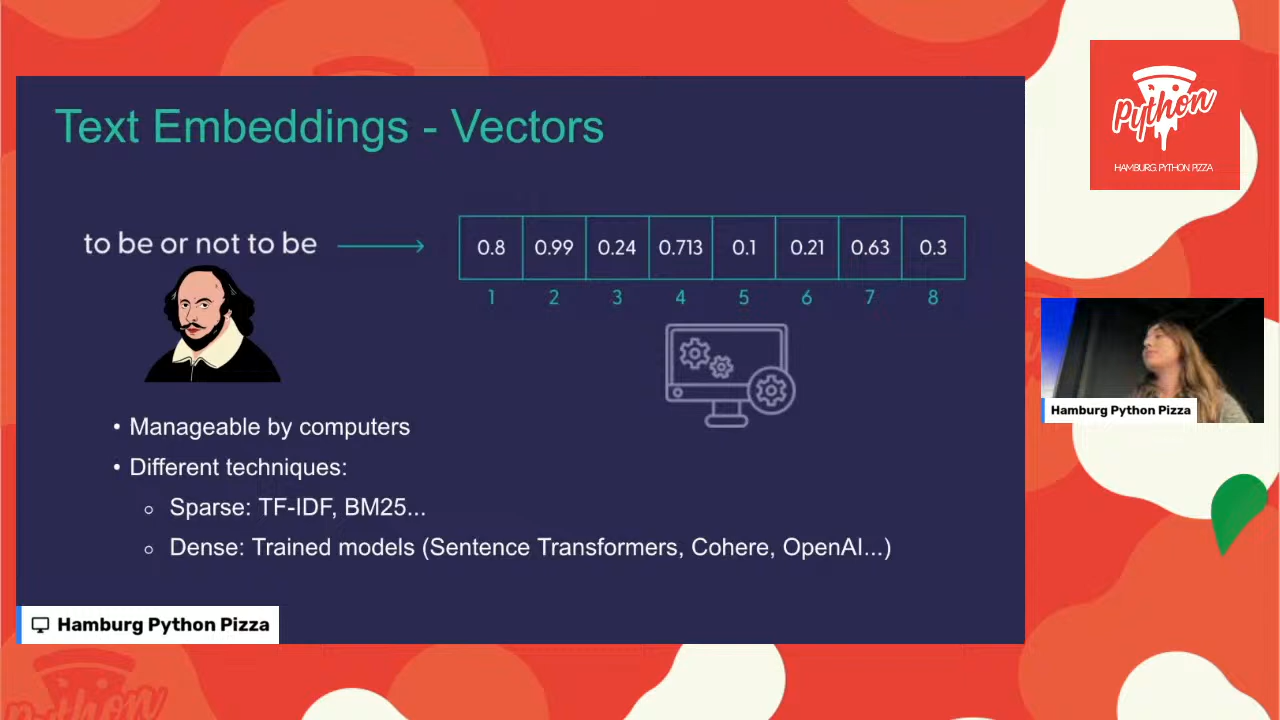 Text Embeddings - Vectors
to be or not to be
0.8 0.99 0.24 0.713 0.1 0.21 0.63 0.3
1 2 3 4 5 6 7 8
• Manageable by computers
• Different techniques:
○ Sparse: TF-IDF, BM25...
○ Dense: Trained models (Sentence Transformers, Cohere, OpenAI...)
Hamburg Python Pizza
Python
HAMBURG.PYTHON.PIZZA
Hamburg Python Pizza